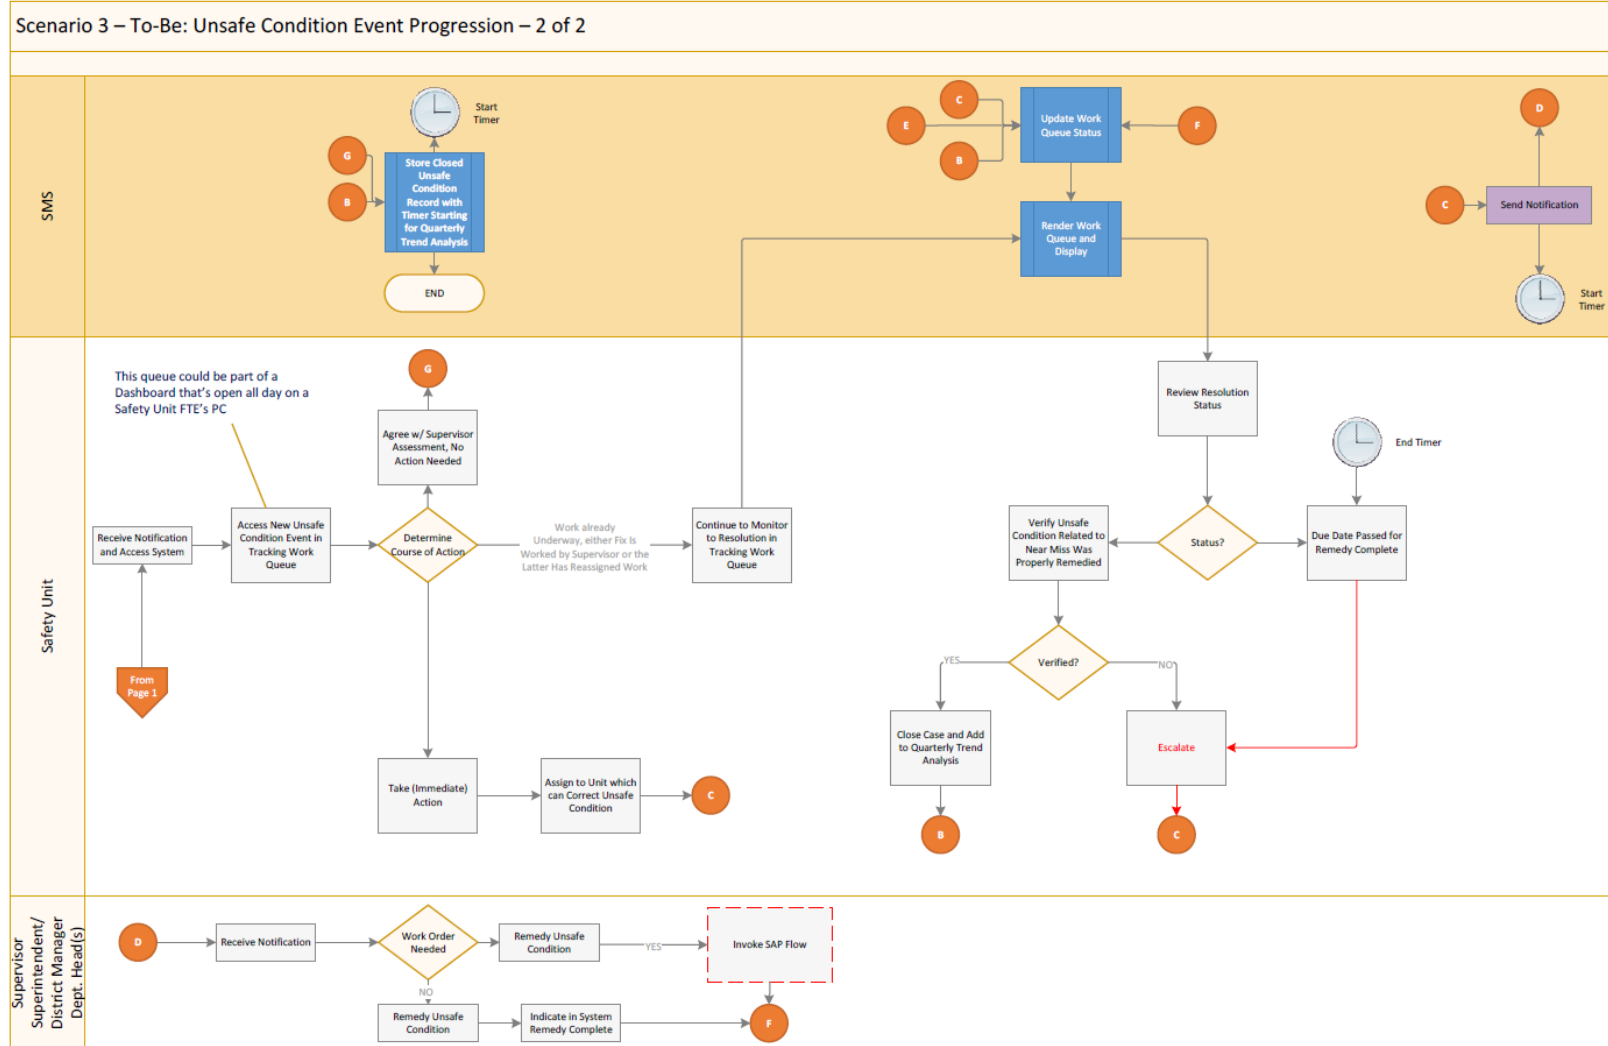 Scenario 3 – To-Be: Unsafe Condition Event Progression – 2 of 2
SMS
Start
Timer
G
B
Store Closed
Unsafe
Condition
Record with
Timer Starting
for Quarterly
Trend Analysis
END
C
E
B
Update Work
Queue Status
F
Render Work
Queue and
Display
D
C
Send Notification
Start
Timer
Safety Unit
This queue could be part of a
Dashboard that's open all day on a
Safety Unit FTE's PC
G
Agree w/ Supervisor
Assessment, No
Action Needed
Receive Notification
and Access System
Access New Unsafe
Condition Event in
Tracking Work
Queue
Determine
Course of Action
Work already
Underway, either Fix Is
Worked by Supervisor or the
Latter Has Reassigned Work
Continue to Monitor
to Resolution in
Tracking Work
Queue
From
Page 1
Take (Immediate)
Action
Assign to Unit which
can Correct Unsafe
Condition
C
Review Resolution
Status
End Timer
Verify Unsafe
Condition Related to
Near Miss Was
Properly Remedied
Status?
Due Date Passed for
Remedy Complete
Verified?
YES
NO
Close Case and Add
to Quarterly Trend
Analysis
Escalate
B
C
Supervisor
Superintendent/
District Manager
Dept. Head(s)
D
Receive Notification
Work Order
Needed
Remedy Unsafe
Condition
YES
Invoke SAP Flow
NO
Remedy Unsafe
Condition
Indicate in System
Remedy Complete
F